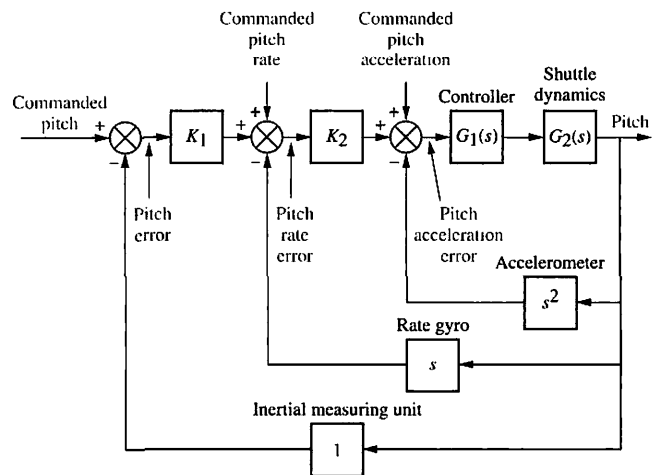 Commanded
pitch
rate
Commanded
pitch
acceleration
Commanded
pitch
Controller
Shuttle
dynamics
Pitch
+
−
K₁
+
+
−
K₂
+
+
−
G₁(s)
G₂(s)
Pitch
error
Pitch
rate
error
Pitch
acceleration
error
Accelerometer
s²
Rate gyro
s
Inertial measuring unit
1